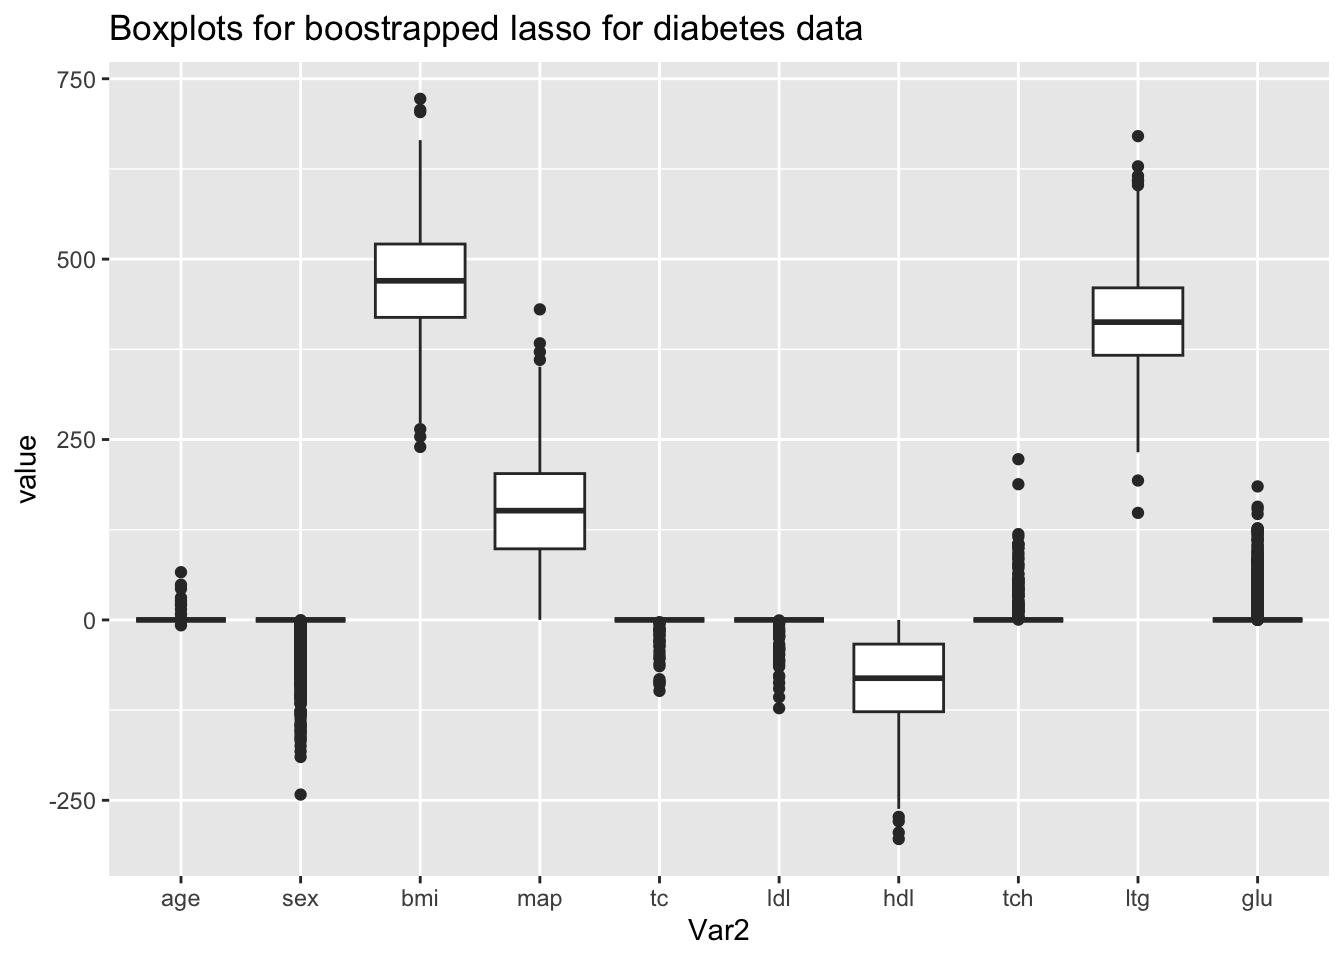 Boxplots for boostrapped lasso for diabetes data
750
500
250
0
-250
value
age sex bmi map tc ldl hdl tch ltg glu
Var2